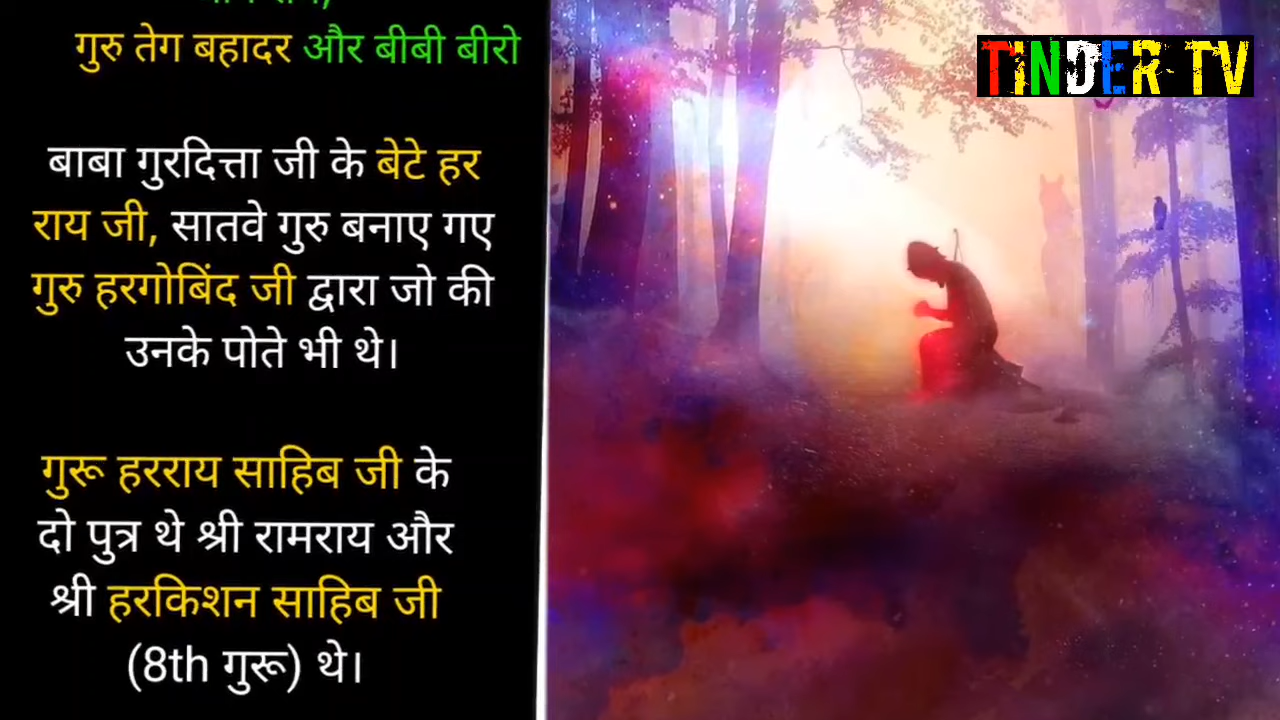 गुरु तेग बहादर और बीबी बीरो
बाबा गुरदित्ता जी के बेटे हर
राय जी, सातवे गुरु बनाए गए
गुरु हरगोबिंद जी द्वारा जो की
उनके पोते भी थे।
गुरू हरराय साहिब जी के
दो पुत्र थे श्री रामराय और
श्री हरकिशन साहिब जी
(8th गुरू) थे।
TINDER TV